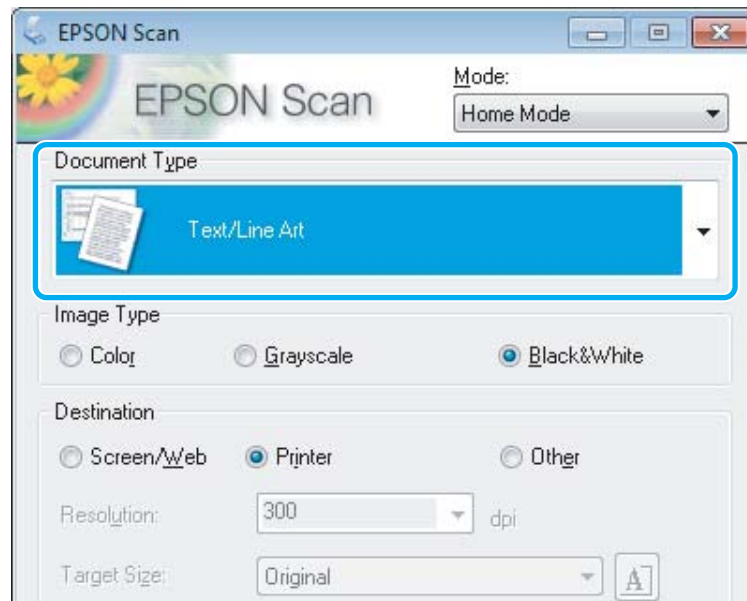 EPSON Scan
EPSON Scan
Mode:
Home Mode
Document Type
Text/Line Art
Image Type
Color
Grayscale
Black&White
Destination
Screen/Web
Printer
Other
Resolution:
300
dpi
Target Size:
Original
A